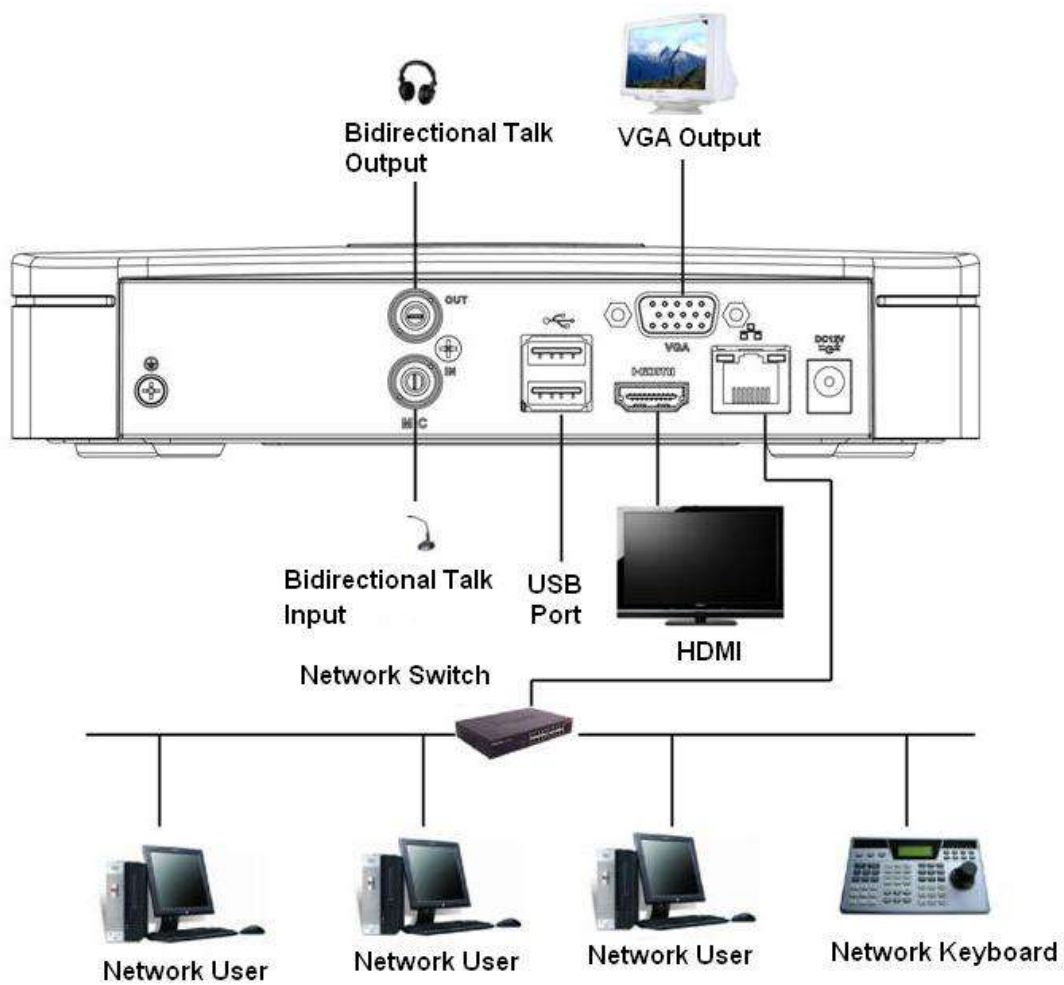 Bidirectional Talk
Output
VGA Output
OUT
VGA
DC12V
IN
HDMI
MIC
Bidirectional Talk
Input
USB
Port
HDMI
Network Switch
Network User
Network User
Network User
Network Keyboard